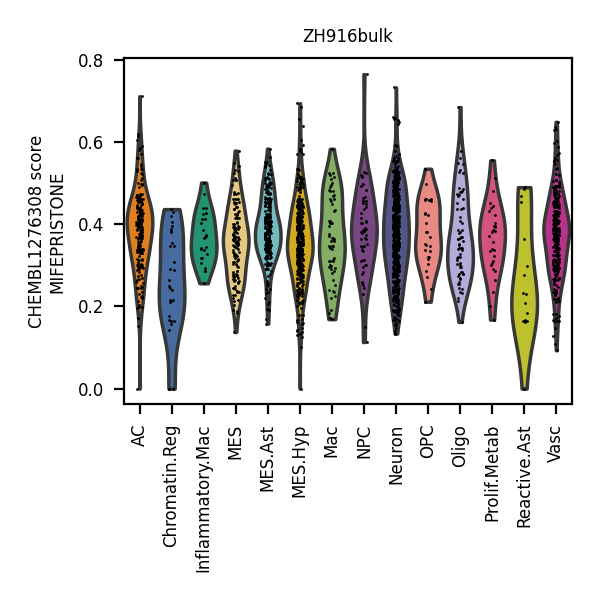 ZH916bulk
CHEMBL1276308 score
MIFEPRISTONE
0.8
0.6
0.4
0.2
0.0
AC
Chromatin.Reg
Inflammatory.Mac
MES
MES.Ast
MES.Hyp
Mac
NPC
Neuron
OPC
Oligo
Prolif.Metab
Reactive.Ast
Vasc